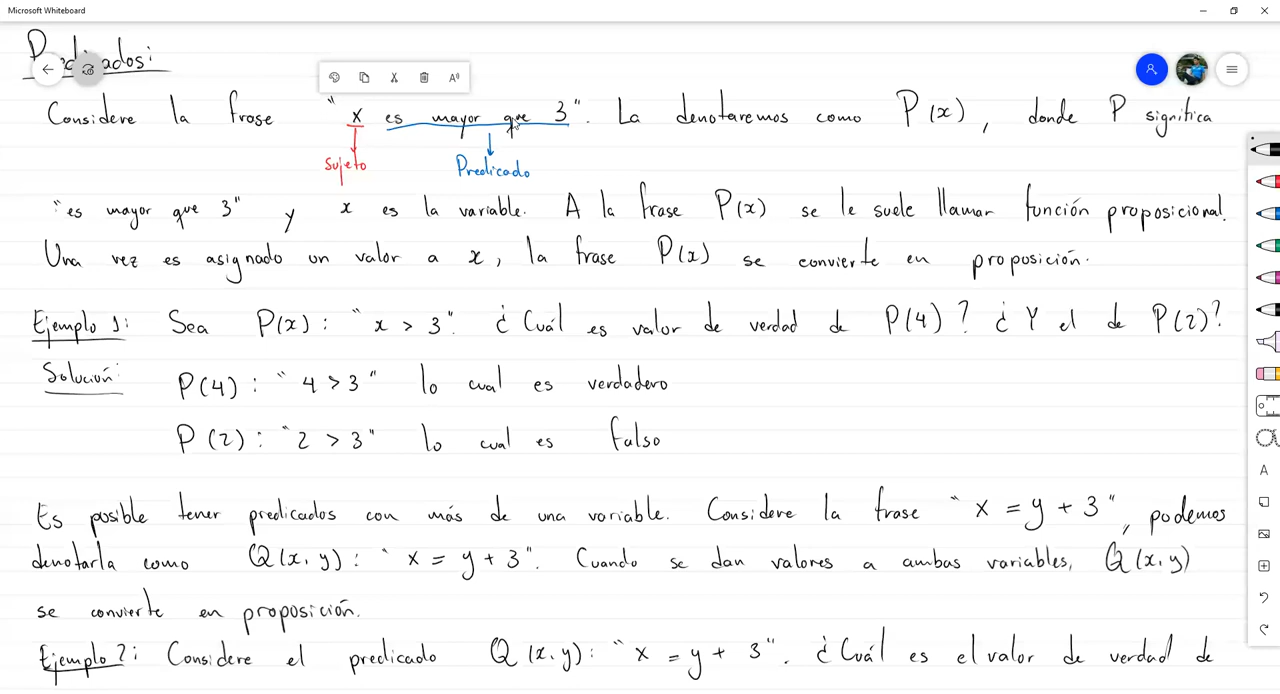 Microsoft Whiteboard
Predicados:
Considere la frase "x es mayor que 3". La denotaremos como P(x), donde P significa
Sujeto Predicado
"es mayor que 3" y x es la variable. A la frase P(x) se le suele llamar función proposicional.
Una vez es asignado un valor a x, la frase P(x) se convierte en proposición.
Ejemplo 1: Sea P(x): "x > 3". ¿Cuál es valor de verdad de P(4)? ¿Y el de P(2)?
Solución:
P(4): "4 > 3" lo cual es verdadero
P(2): "2 > 3" lo cual es falso
Es posible tener predicados con más de una variable. Considere la frase "x = y + 3", podemos
denotarla como Q(x, y): "x = y + 3". Cuando se dan valores a ambas variables, Q(x, y)
se convierte en proposición.
Ejemplo 2: Considere el predicado Q(x, y): "x = y + 3". ¿Cuál es el valor de verdad de